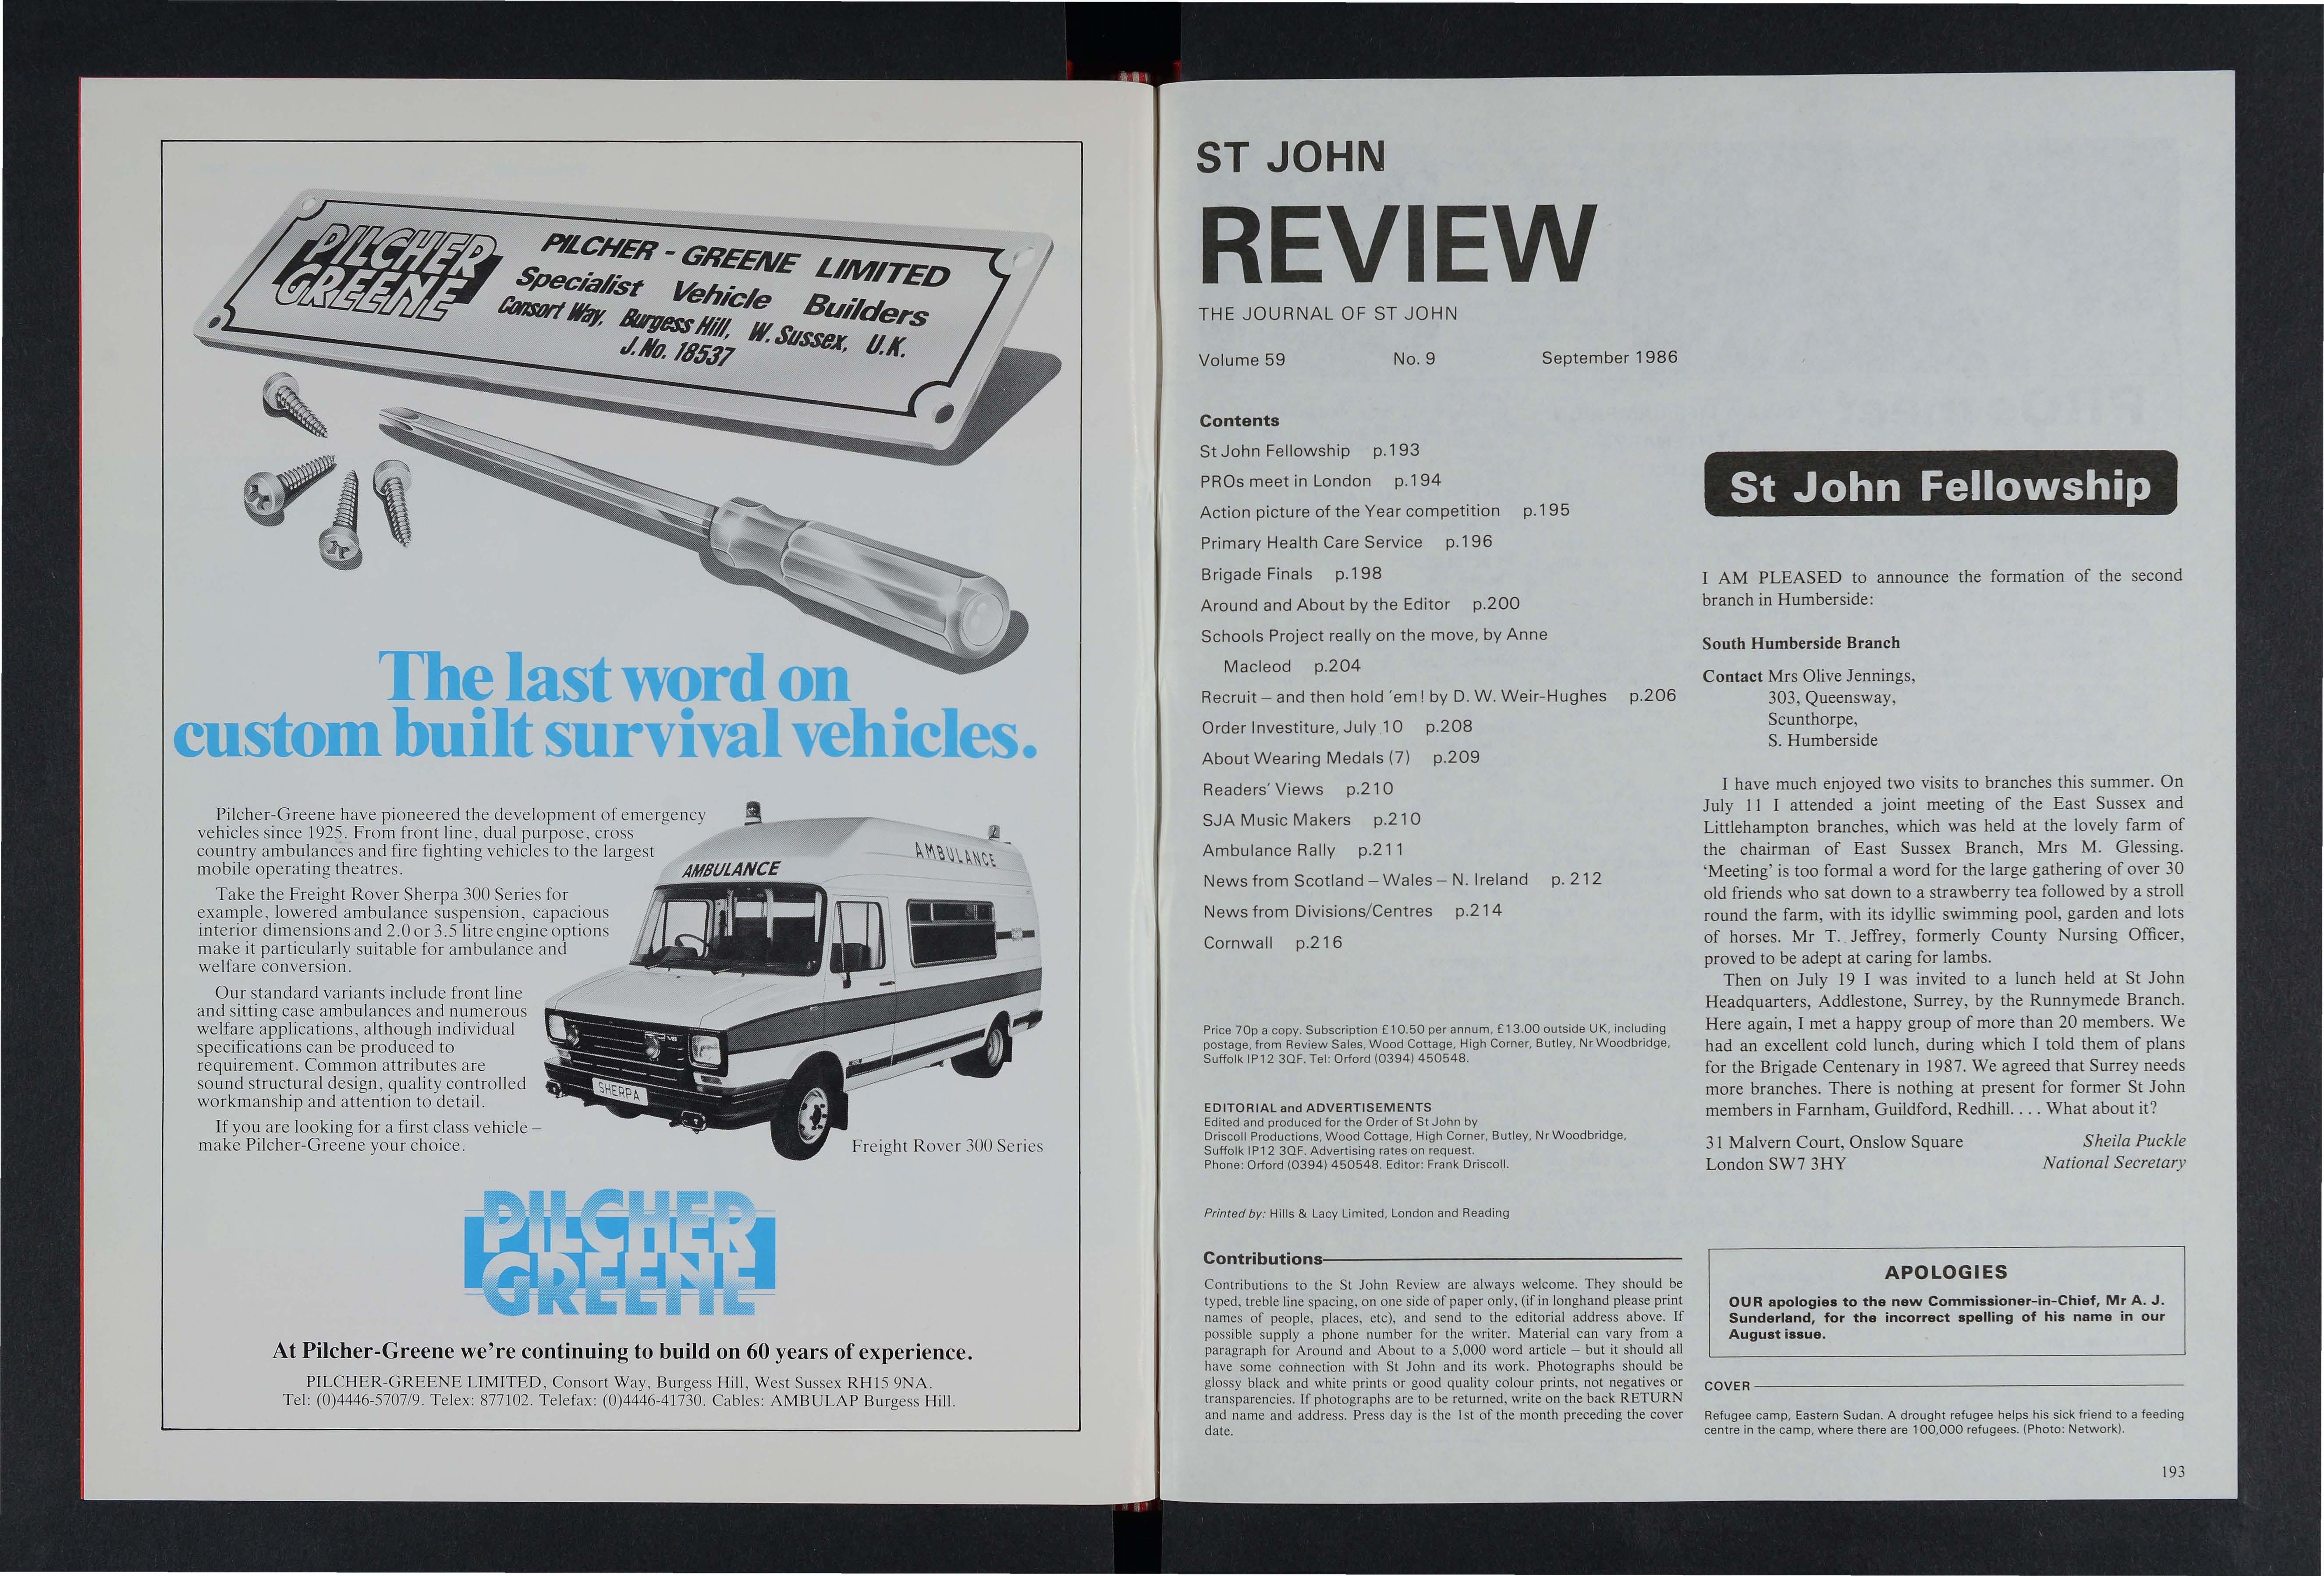 PILCHER
GREENE
PILCHER - GREENE LIMITED
Specialist Vehicle Builders
Consort Way, Burgess Hill, W. Sussex, U.K.
J. No. 18537
The last word on
custom built survival vehicles.
Pilcher-Greene have pioneered the development of emergency
vehicles since 1925. From front line, dual purpose, cross
country ambulances and fire fighting vehicles to the largest
mobile operating theatres.
Take the Freight Rover Sherpa 300 Series for
example, lowered ambulance suspension, capacious
interior dimensions and 2.0 or 3.5 litre engine options
make it particularly suitable for ambulance and
welfare conversion.
Our standard variants include front line
and sitting case ambulances and numerous
welfare applications, although individual
specifications can be produced to
requirement. Common attributes are
sound structural design, quality controlled
workmanship and attention to detail.
If you are looking for a first class vehicle –
make Pilcher-Greene your choice.
AMBULANCE
AMBULANCE
SHERPA
Freight Rover 300 Series
PILCHER
GREENE
At Pilcher-Greene we're continuing to build on 60 years of experience.
PILCHER-GREENE LIMITED, Consort Way, Burgess Hill, West Sussex RH15 9NA.
Tel: (0)4446-5707/9. Telex: 877102. Telefax: (0)4446-41730. Cables: AMBULAP Burgess Hill.
ST JOHN
REVIEW
THE JOURNAL OF ST JOHN
Volume 59 No. 9 September 1986
Contents
St John Fellowship p.193
PROs meet in London p.194
Action picture of the Year competition p.195
Primary Health Care Service p.196
Brigade Finals p.198
Around and About by the Editor p.200
Schools Project really on the move, by Anne
Macleod p.204
Recruit – and then hold 'em! by D. W. Weir-Hughes p.206
Order Investiture, July 10 p.208
About Wearing Medals (7) p.209
Readers' Views p.210
SJA Music Makers p.210
Ambulance Rally p.211
News from Scotland – Wales – N. Ireland p. 212
News from Divisions/Centres p.214
Cornwall p.216
Price 70p a copy. Subscription £10.50 per annum, £13.00 outside UK, including
postage, from Review Sales, Wood Cottage, High Corner, Butley, Nr Woodbridge,
Suffolk IP12 3QF. Tel: Orford (0394) 450548.
EDITORIAL and ADVERTISEMENTS
Edited and produced for the Order of St John by
Driscoll Productions, Wood Cottage, High Corner, Butley, Nr Woodbridge,
Suffolk IP12 3QF. Advertising rates on request.
Phone: Orford (0394) 450548. Editor: Frank Driscoll.
Printed by: Hills & Lacy Limited, London and Reading
Contributions
Contributions to the St John Review are always welcome. They should be
typed, treble line spacing, on one side of paper only, (if in longhand please print
names of people, places, etc), and send to the editorial address above. If
possible supply a phone number for the writer. Material can vary from a
paragraph for Around and About to a 5,000 word article – but it should all
have some connection with St John and its work. Photographs should be
glossy black and white prints or good quality colour prints, not negatives or
transparencies. If photographs are to be returned, write on the back RETURN
and name and address. Press day is the 1st of the month preceding the cover
date.
St John Fellowship
I AM PLEASED to announce the formation of the second
branch in Humberside:
South Humberside Branch
Contact Mrs Olive Jennings,
303, Queensway,
Scunthorpe,
S. Humberside
I have much enjoyed two visits to branches this summer. On
July 11 I attended a joint meeting of the East Sussex and
Littlehampton branches, which was held at the lovely farm of
the chairman of East Sussex Branch, Mrs M. Glessing.
'Meeting' is too formal a word for the large gathering of over 30
old friends who sat down to a strawberry tea followed by a stroll
round the farm, with its idyllic swimming pool, garden and lots
of horses. Mr T. Jeffrey, formerly County Nursing Officer,
proved to be adept at caring for lambs.
Then on July 19 I was invited to a lunch held at St John
Headquarters, Addlestone, Surrey, by the Runnymede Branch.
Here again, I met a happy group of more than 20 members. We
had an excellent cold lunch, during which I told them of plans
for the Brigade Centenary in 1987. We agreed that Surrey needs
more branches. There is nothing at present for former St John
members in Farnham, Guildford, Redhill. . . . What about it?
31 Malvern Court, Onslow Square Sheila Puckle
London SW7 3HY National Secretary
APOLOGIES
OUR apologies to the new Commissioner-in-Chief, Mr A. J.
Sunderland, for the incorrect spelling of his name in our
August issue.
COVER
Refugee camp, Eastern Sudan. A drought refugee helps his sick friend to a feeding
centre in the camp, where there are 100,000 refugees. (Photo: Network).
193